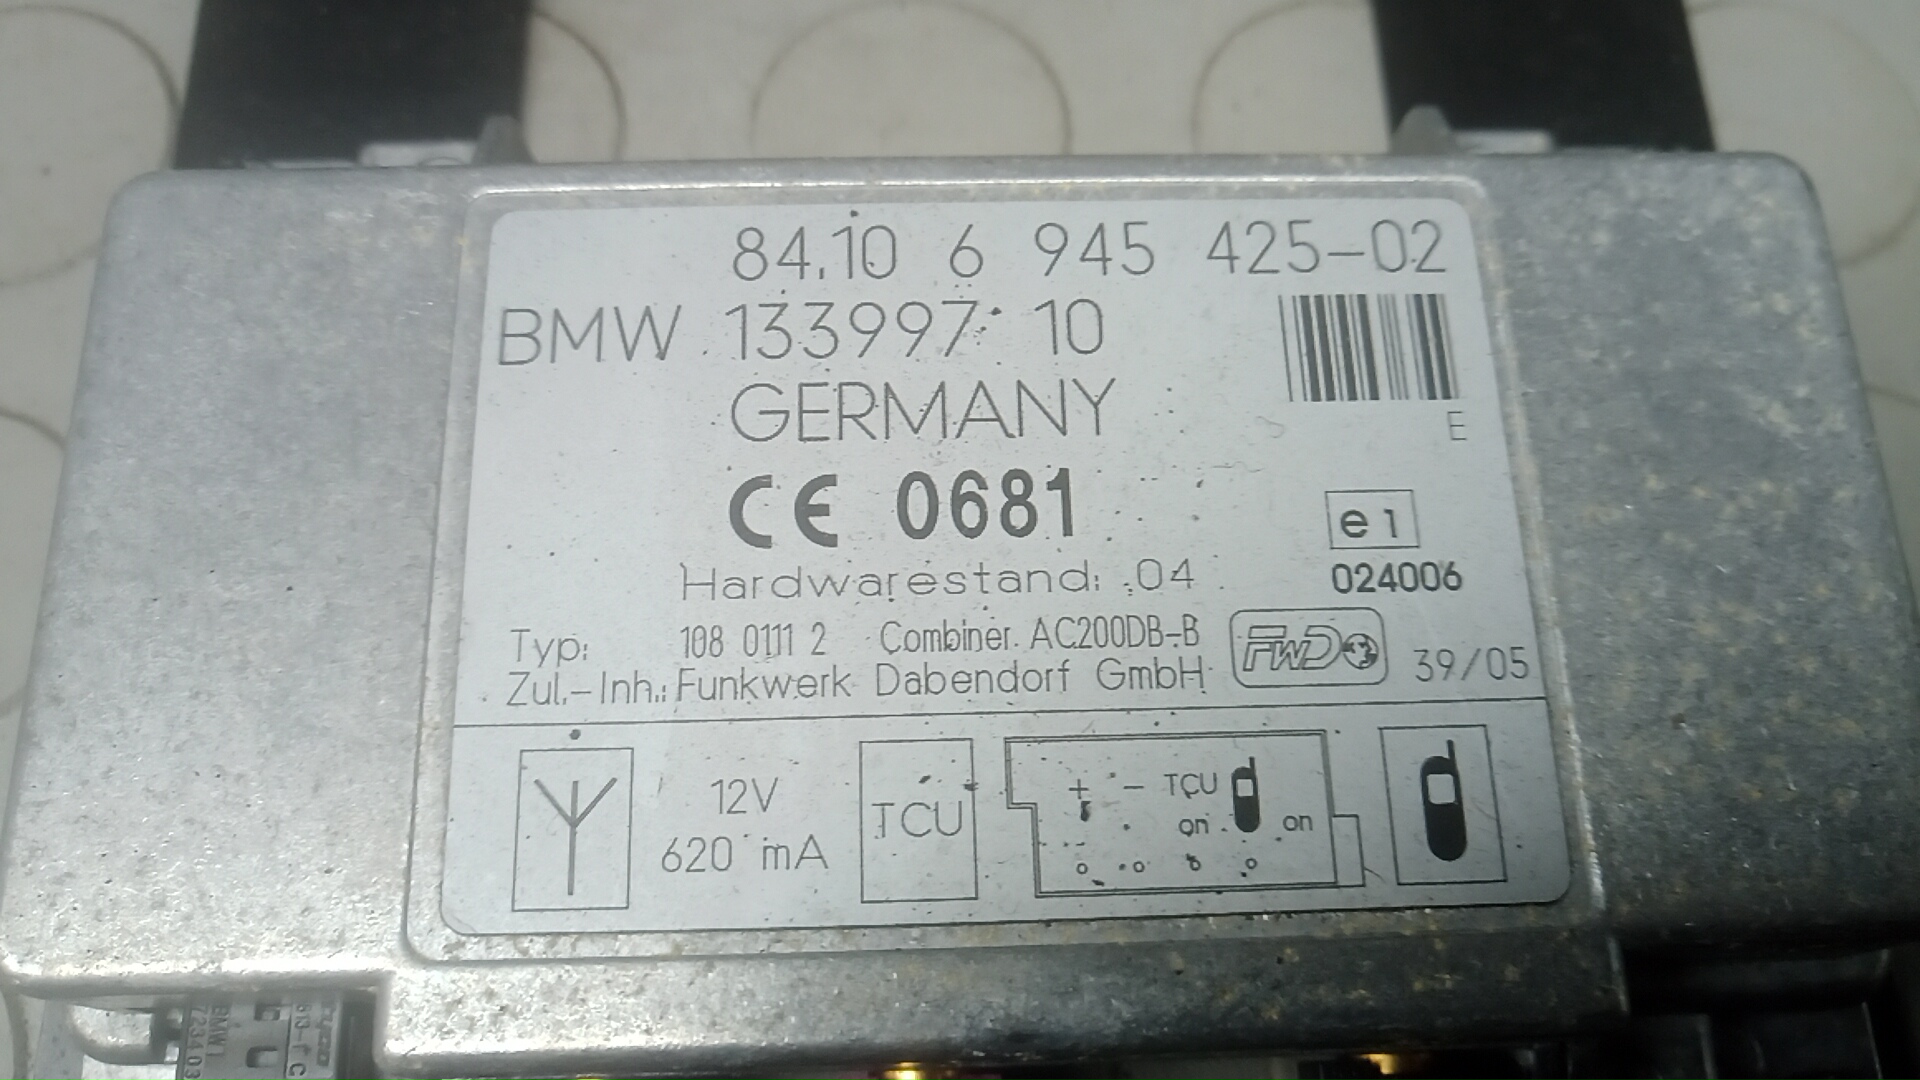 84.10 6 945 425-02
BMW 133997 10
GERMANY
E
CE 0681
e1
Hardwarestand: 04
024006
Typ: 108 0111 2 Combiner AC200DB-B
FWD
39/05
Zul.-Inh.: Funkwerk Dabendorf GmbH
12V
620 mA
TCU
+ - TCU
on on